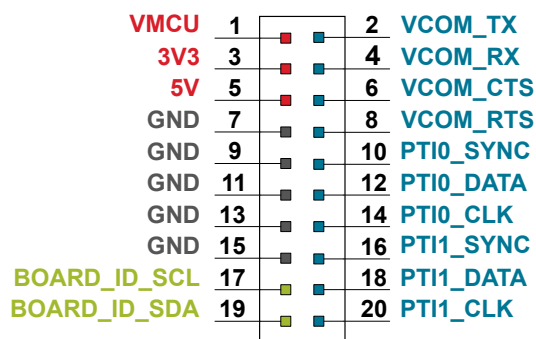 VMCU 1 2 VCOM_TX
3V3 3 4 VCOM_RX
5V 5 6 VCOM_CTS
GND 7 8 VCOM_RTS
GND 9 10 PTI0_SYNC
GND 11 12 PTI0_DATA
GND 13 14 PTI0_CLK
GND 15 16 PTI1_SYNC
BOARD_ID_SCL 17 18 PTI1_DATA
BOARD_ID_SDA 19 20 PTI1_CLK